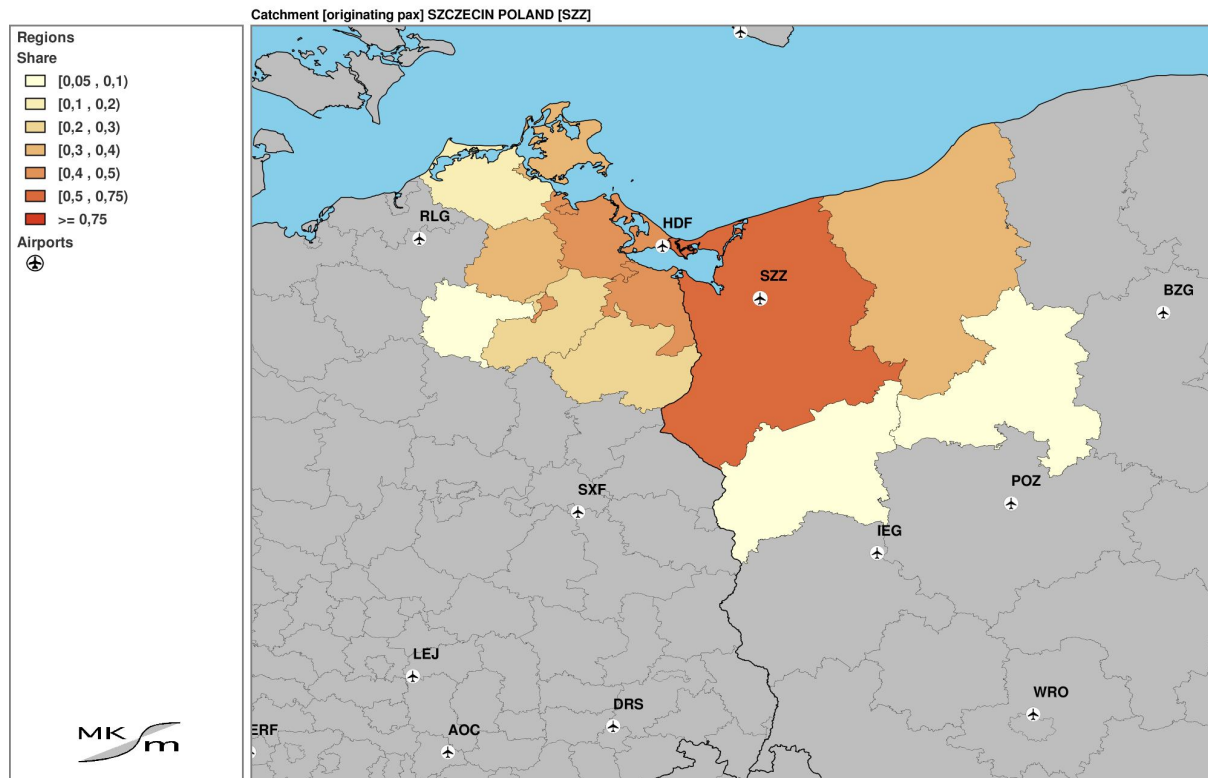 Catchment [originating pax] SZCZECIN POLAND [SZZ]
Regions
Share
[0,05 , 0,1)
[0,1 , 0,2)
[0,2 , 0,3)
[0,3 , 0,4)
[0,4 , 0,5)
[0,5 , 0,75)
>= 0,75
Airports
RLG
HDF
SZZ
BZG
SXF
POZ
IEG
LEJ
DRS
WRO
ERF
AOC
MK
m